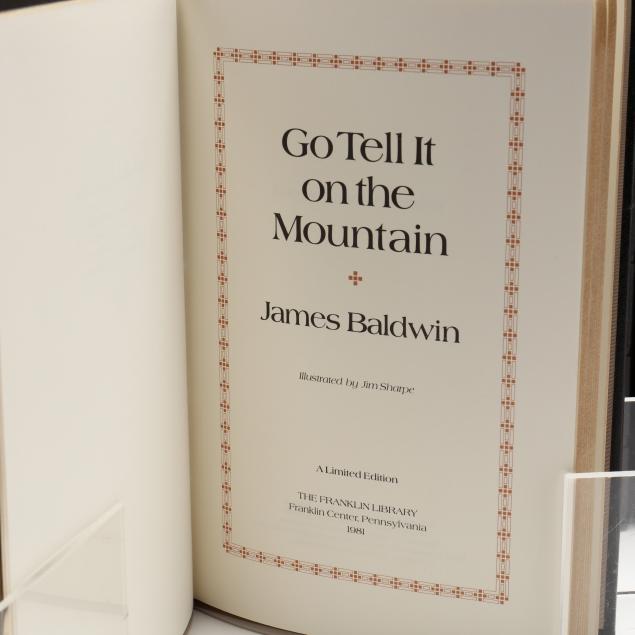 Go Tell It
on the
Mountain
James Baldwin
Illustrated by Jim Sharpe
A Limited Edition
THE FRANKLIN LIBRARY
Franklin Center, Pennsylvania
1981